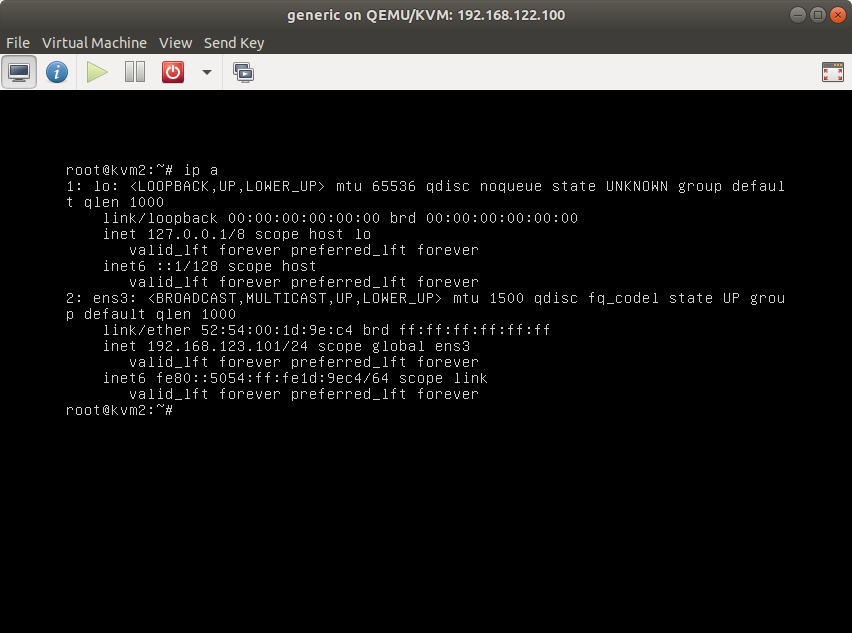 generic on QEMU/KVM: 192.168.122.100
File Virtual Machine View Send Key
root@kvm2:~# ip a
1: lo: <LOOPBACK,UP,LOWER_UP> mtu 65536 qdisc noqueue state UNKNOWN group defaul
t qlen 1000
    link/loopback 00:00:00:00:00:00 brd 00:00:00:00:00:00
    inet 127.0.0.1/8 scope host lo
       valid_lft forever preferred_lft forever
    inet6 ::1/128 scope host
       valid_lft forever preferred_lft forever
2: ens3: <BROADCAST,MULTICAST,UP,LOWER_UP> mtu 1500 qdisc fq_codel state UP grou
p default qlen 1000
    link/ether 52:54:00:1d:9e:c4 brd ff:ff:ff:ff:ff:ff
    inet 192.168.123.101/24 scope global ens3
       valid_lft forever preferred_lft forever
    inet6 fe80::5054:ff:fe1d:9ec4/64 scope link
       valid_lft forever preferred_lft forever
root@kvm2:~#